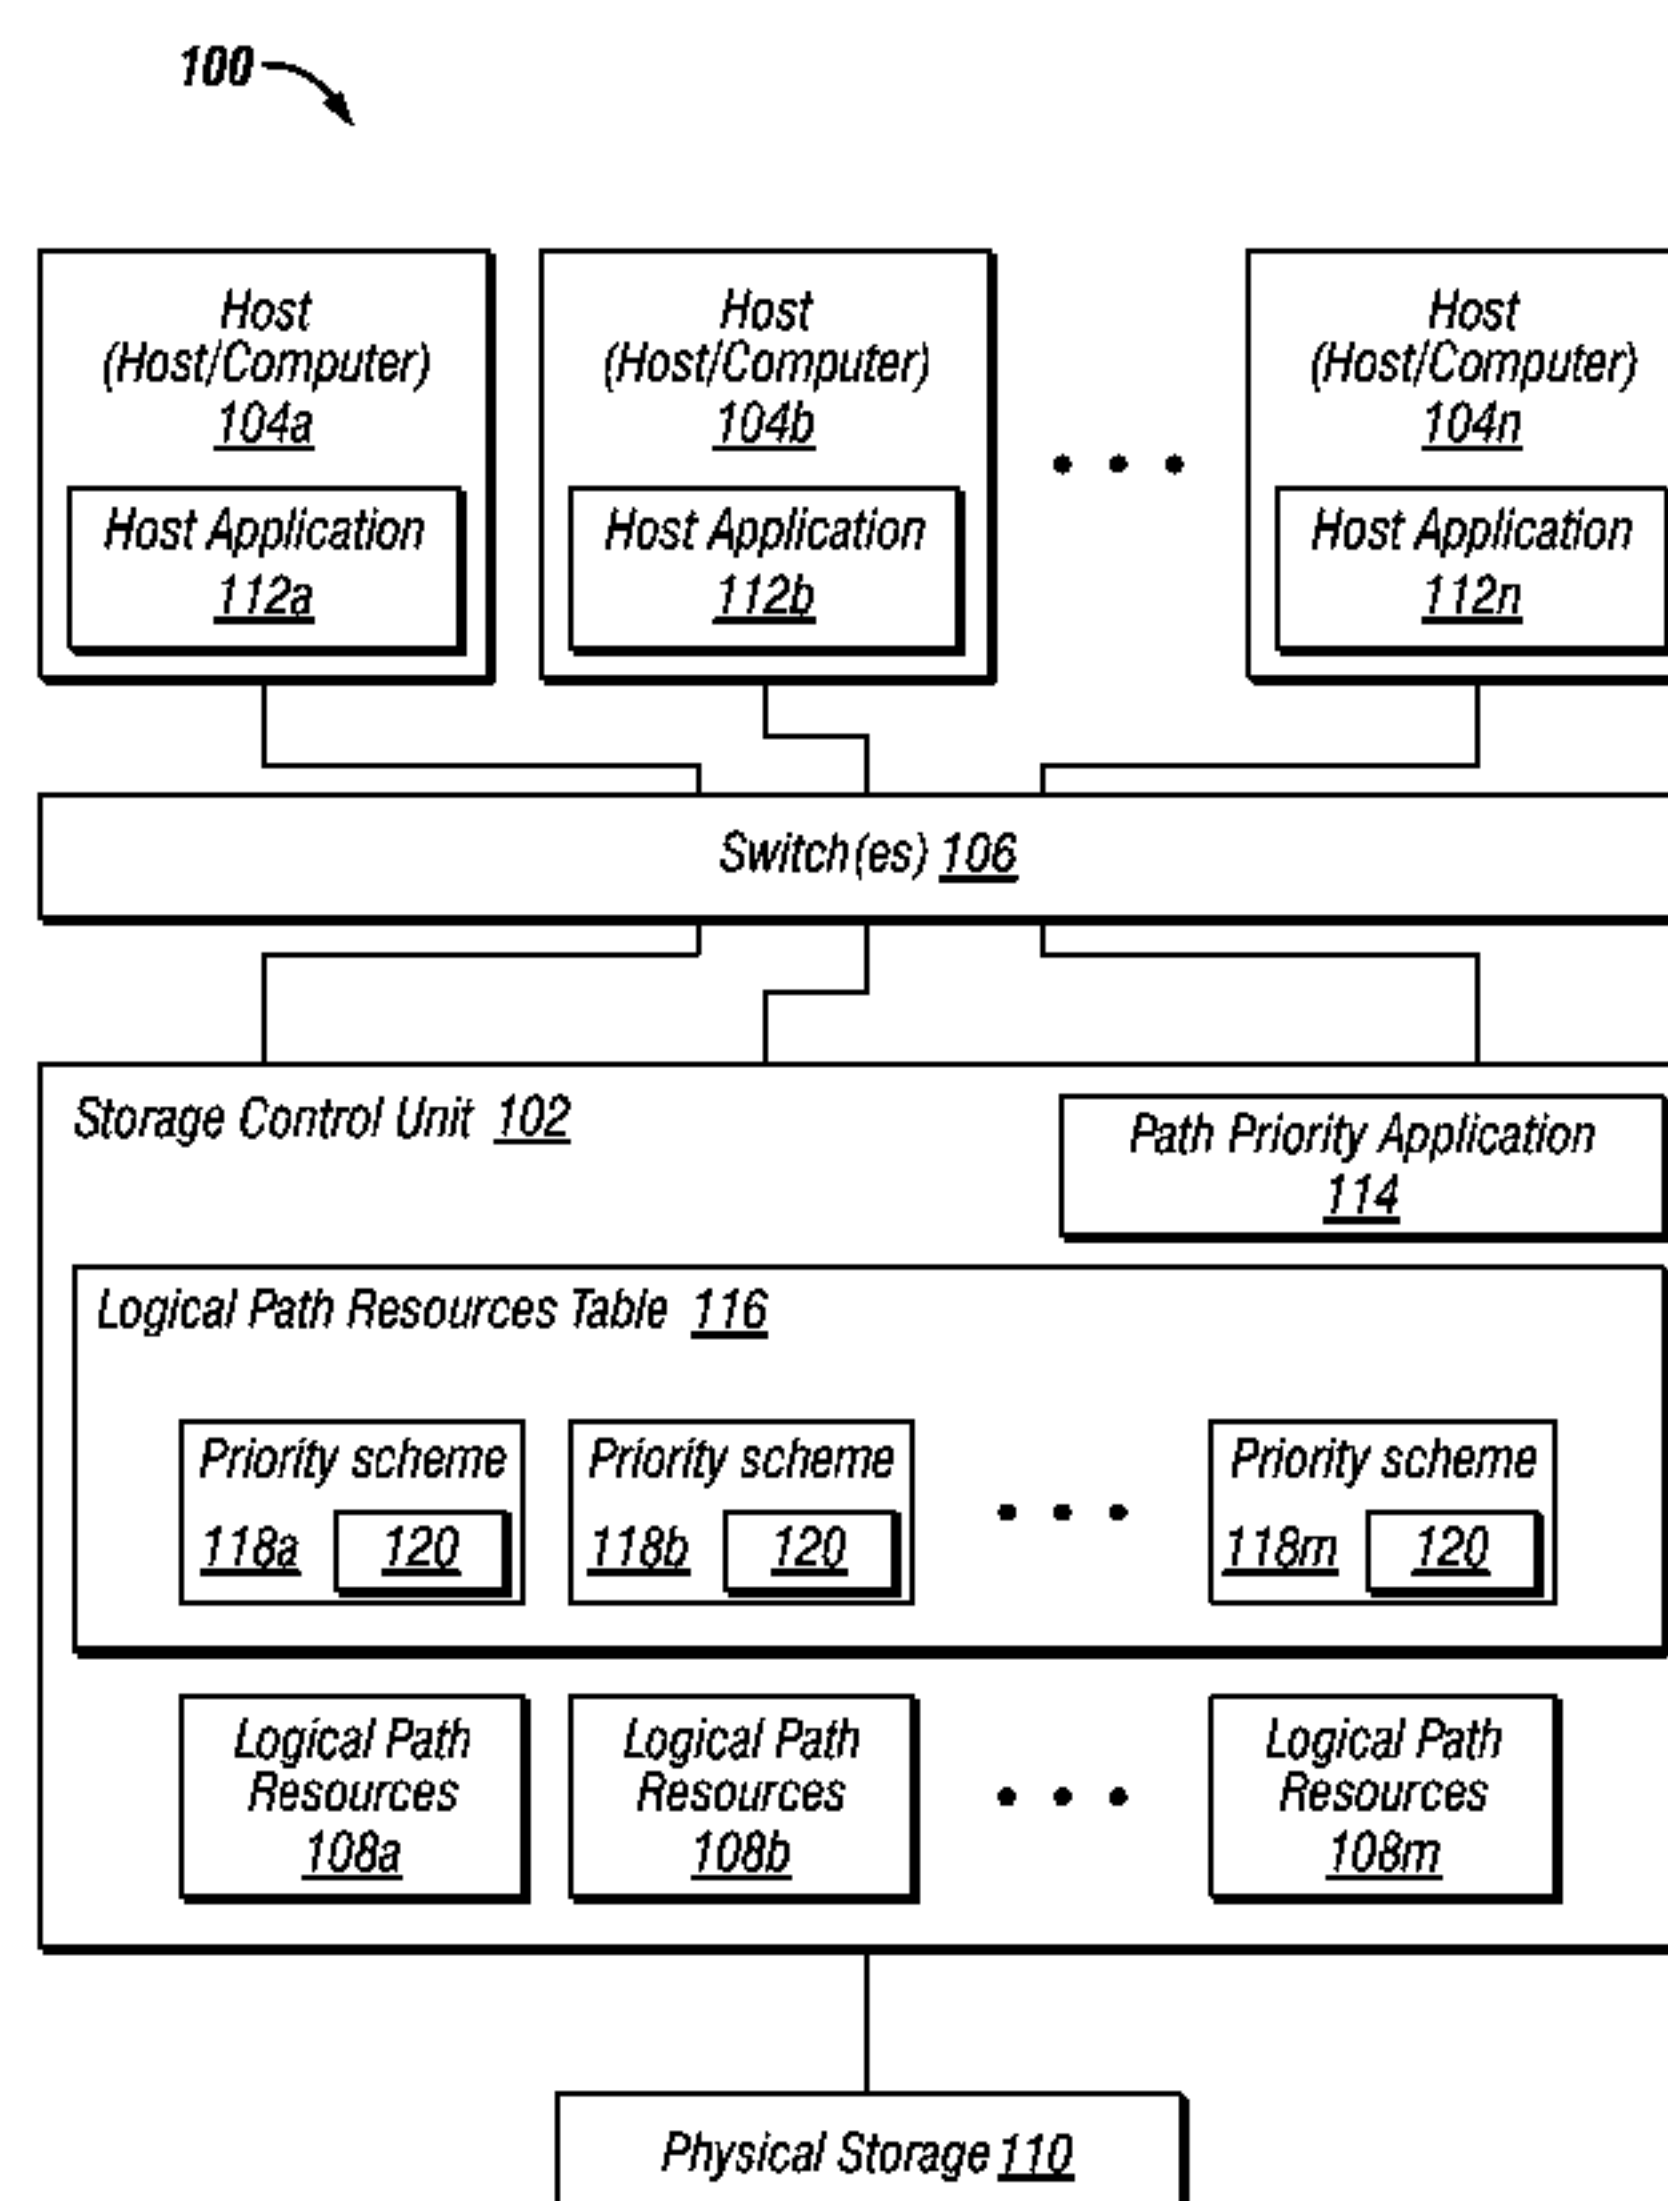 100
Host
(Host/Computer)
104a
Host Application
112a
Host
(Host/Computer)
104b
Host Application
112b
Host
(Host/Computer)
104n
Host Application
112n
Switch(es) 106
Storage Control Unit 102
Path Priority Application
114
Logical Path Resources Table 116
Priority scheme
118a 120
Priority scheme
118b 120
Priority scheme
118m 120
Logical Path
Resources
108a
Logical Path
Resources
108b
Logical Path
Resources
108m
Physical Storage 110